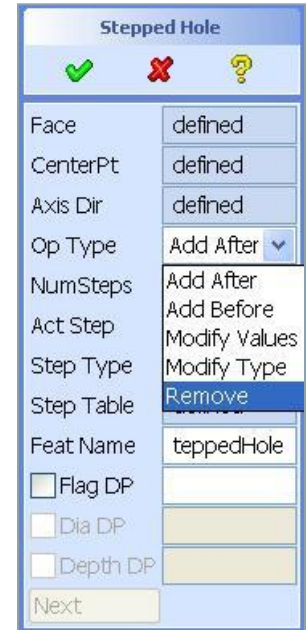 Stepped Hole
Face defined
CenterPt defined
Axis Dir defined
Op Type Add After
NumSteps
Add After
Add Before
Act Step
Modify Values
Step Type
Modify Type
Step Table
Remove
Feat Name teppedHole
Flag DP
Dia DP
Depth DP
Next